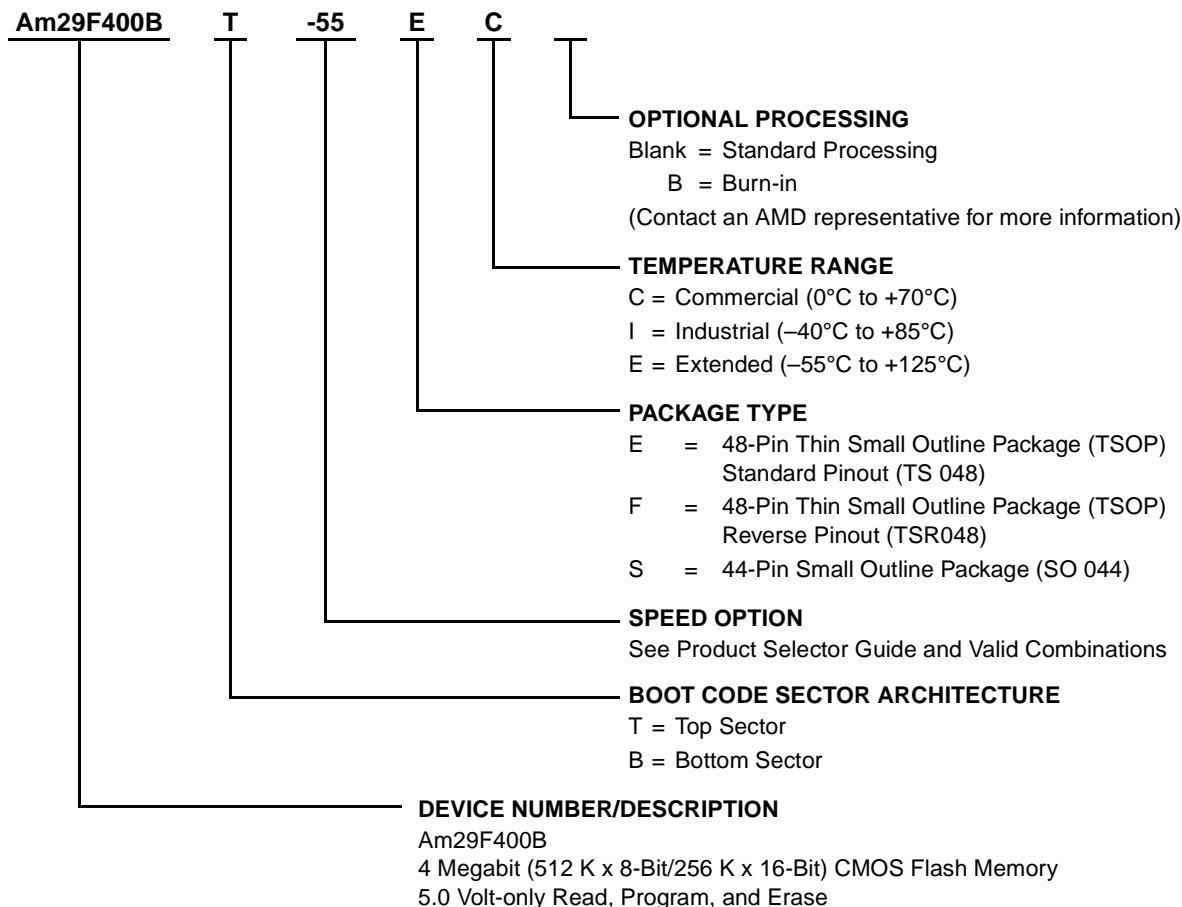 Am29F400B T -55 E C
OPTIONAL PROCESSING
Blank = Standard Processing
B = Burn-in
(Contact an AMD representative for more information)
TEMPERATURE RANGE
C = Commercial (0°C to +70°C)
I = Industrial (–40°C to +85°C)
E = Extended (–55°C to +125°C)
PACKAGE TYPE
E = 48-Pin Thin Small Outline Package (TSOP)
Standard Pinout (TS 048)
F = 48-Pin Thin Small Outline Package (TSOP)
Reverse Pinout (TSR048)
S = 44-Pin Small Outline Package (SO 044)
SPEED OPTION
See Product Selector Guide and Valid Combinations
BOOT CODE SECTOR ARCHITECTURE
T = Top Sector
B = Bottom Sector
DEVICE NUMBER/DESCRIPTION
Am29F400B
4 Megabit (512 K x 8-Bit/256 K x 16-Bit) CMOS Flash Memory
5.0 Volt-only Read, Program, and Erase